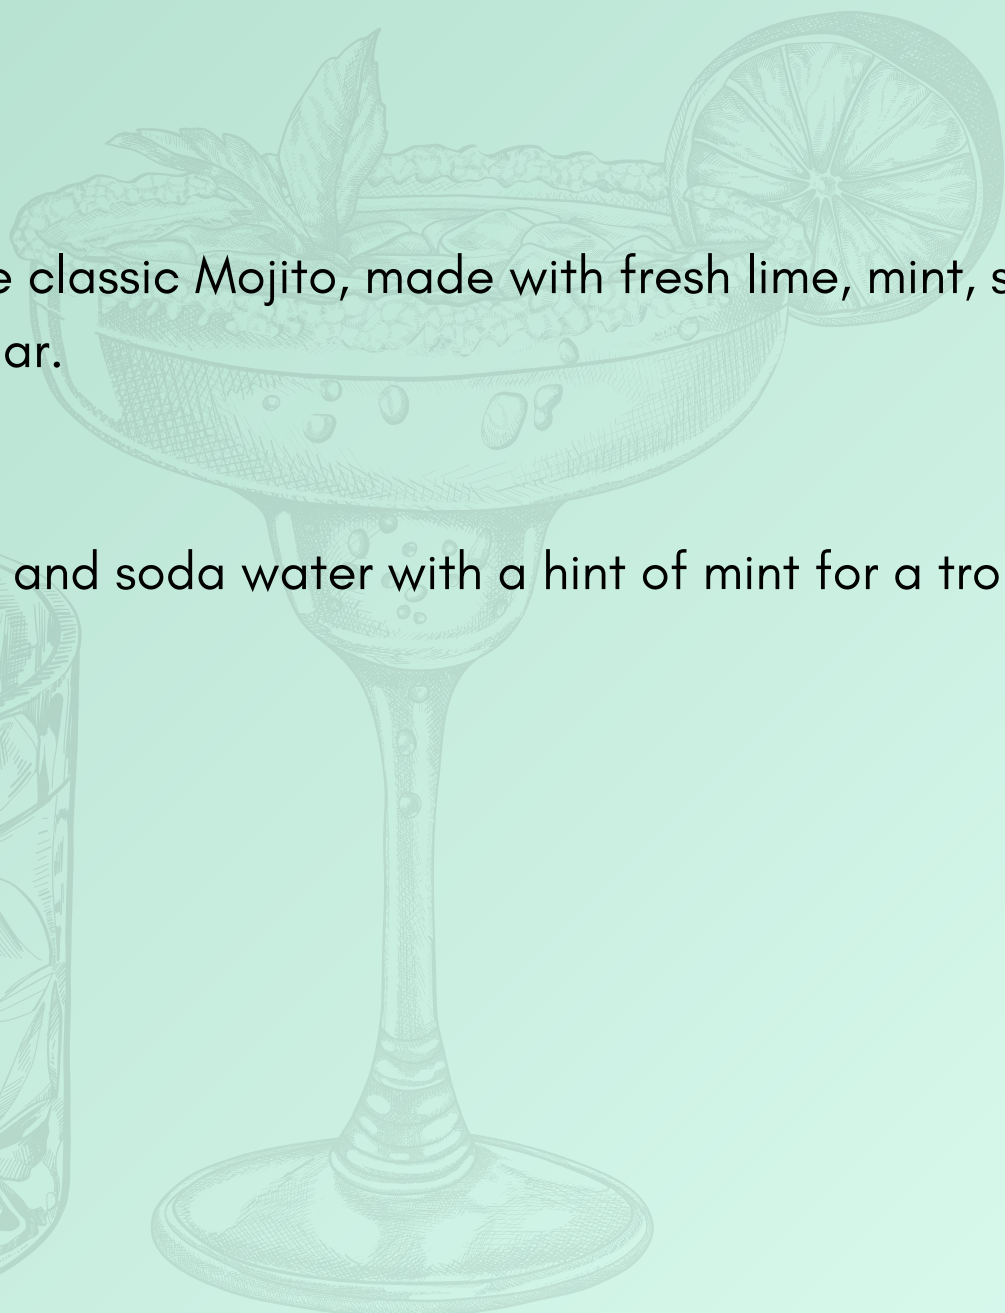 e classic Mojito, made with fresh lime, mint, s
ar.
and soda water with a hint of mint for a tro